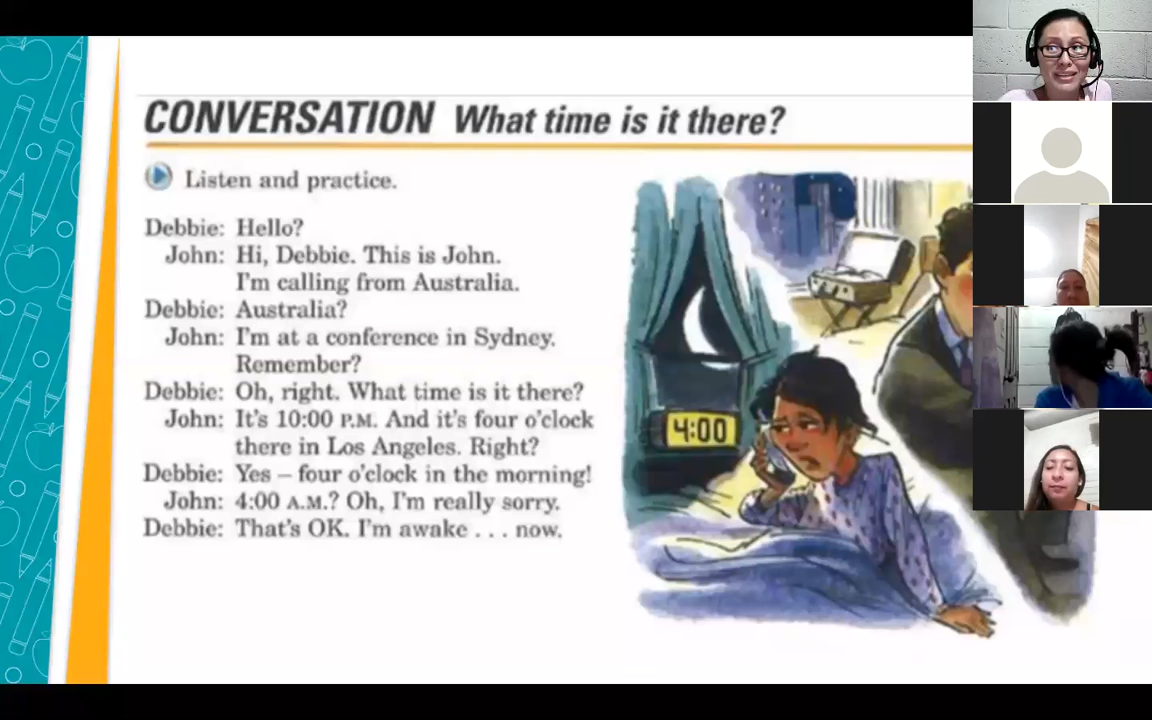 CONVERSATION What time is it there?
Listen and practice.
Debbie: Hello?
John: Hi, Debbie. This is John.
I'm calling from Australia.
Debbie: Australia?
John: I'm at a conference in Sydney.
Remember?
Debbie: Oh, right. What time is it there?
John: It's 10:00 P.M. And it's four o'clock
there in Los Angeles. Right?
Debbie: Yes – four o'clock in the morning!
John: 4:00 A.M.? Oh, I'm really sorry.
Debbie: That's OK. I'm awake . . . now.
4:00